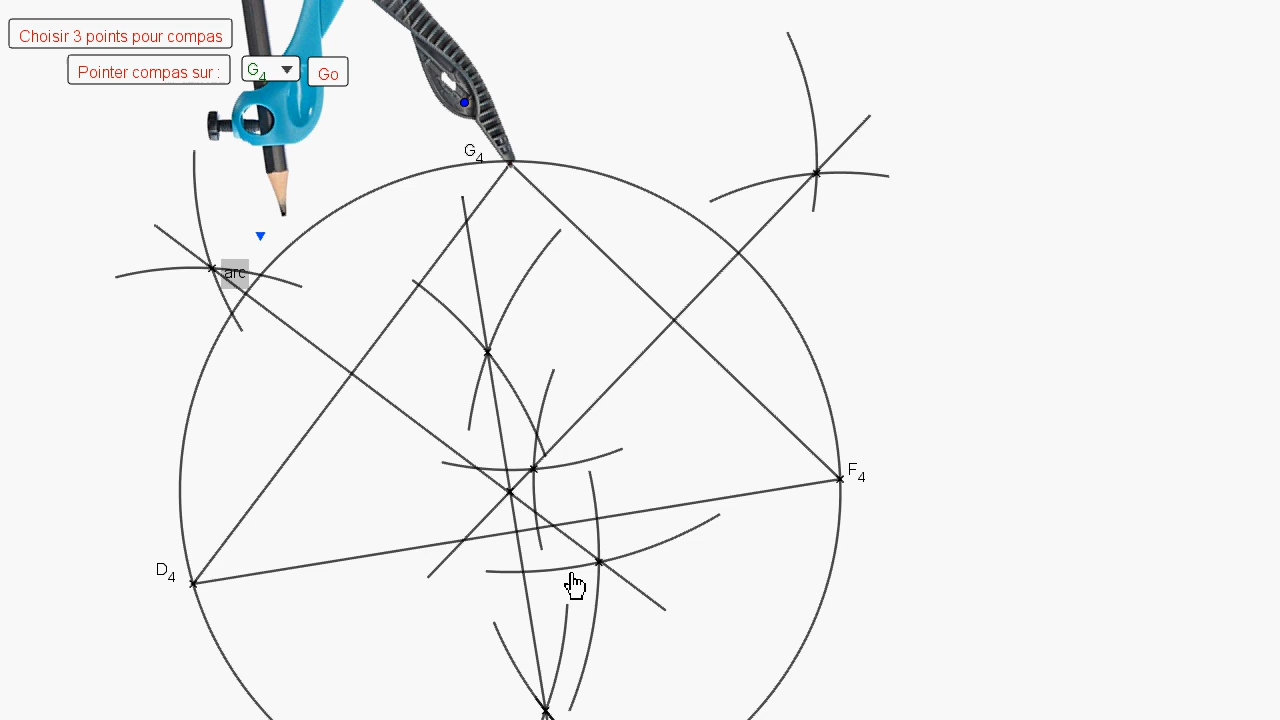 Choisir 3 points pour compas
Pointer compas sur : G₄ Go
G₄
arc
F₄
D₄